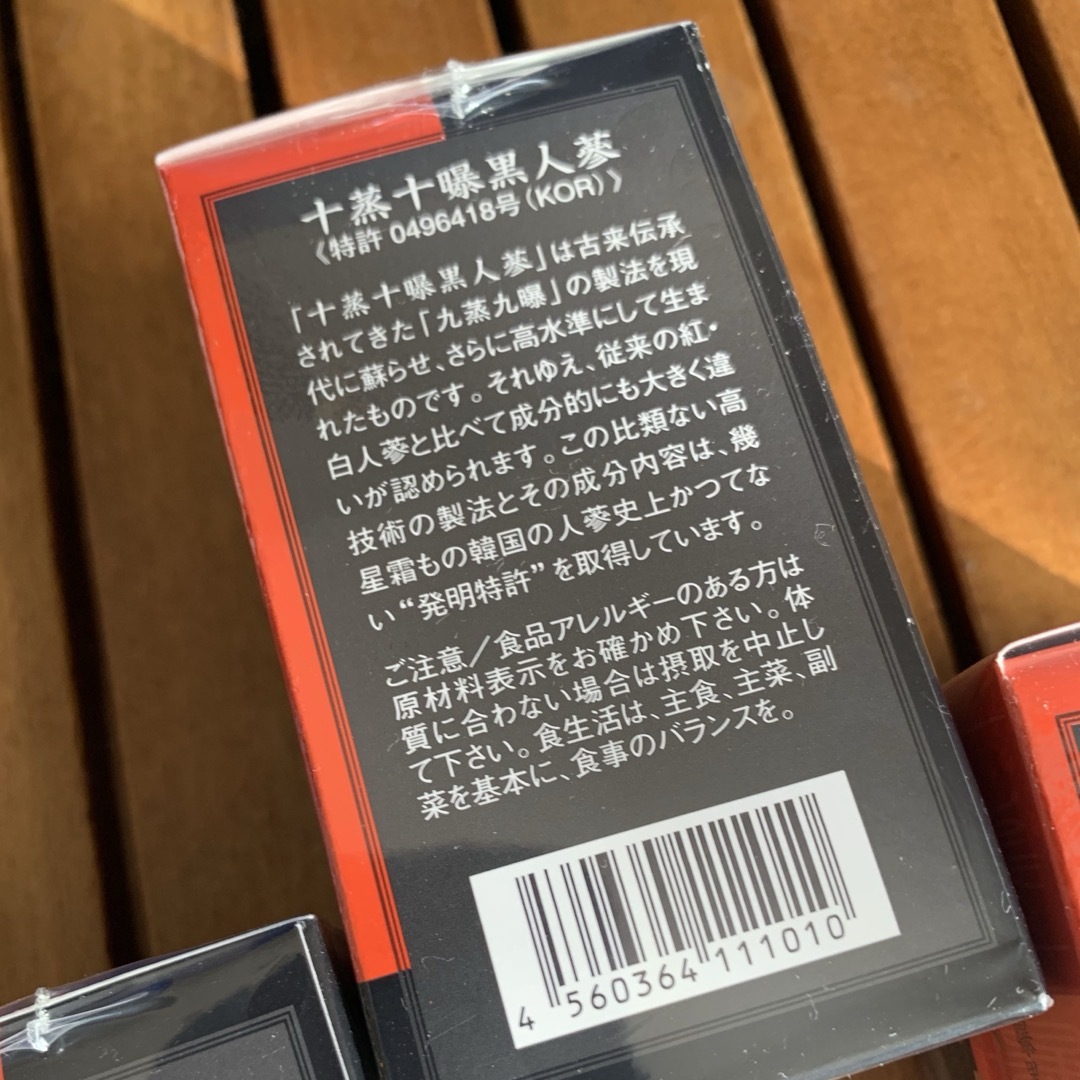 十蒸十曝黒人蔘
《特許 0496418号(KOR)》
「十蒸十曝黒人蔘」は古来伝承
されてきた「九蒸九曝」の製法を現
代に蘇らせ、さらに高水準にして生ま
れたものです。それゆえ、従来の紅・
白人蔘と比べて成分的にも大きく違
いが認められます。この比類ない高
技術の製法とその成分内容は、幾
星霜もの韓国の人蔘史上かつてな
い“発明特許”を取得しています。
ご注意/食品アレルギーのある方は
原材料表示をお確かめ下さい。体
質に合わない場合は摂取を中止し
て下さい。食生活は、主食、主菜、副
菜を基本に、食事のバランスを。
4 560364 111010